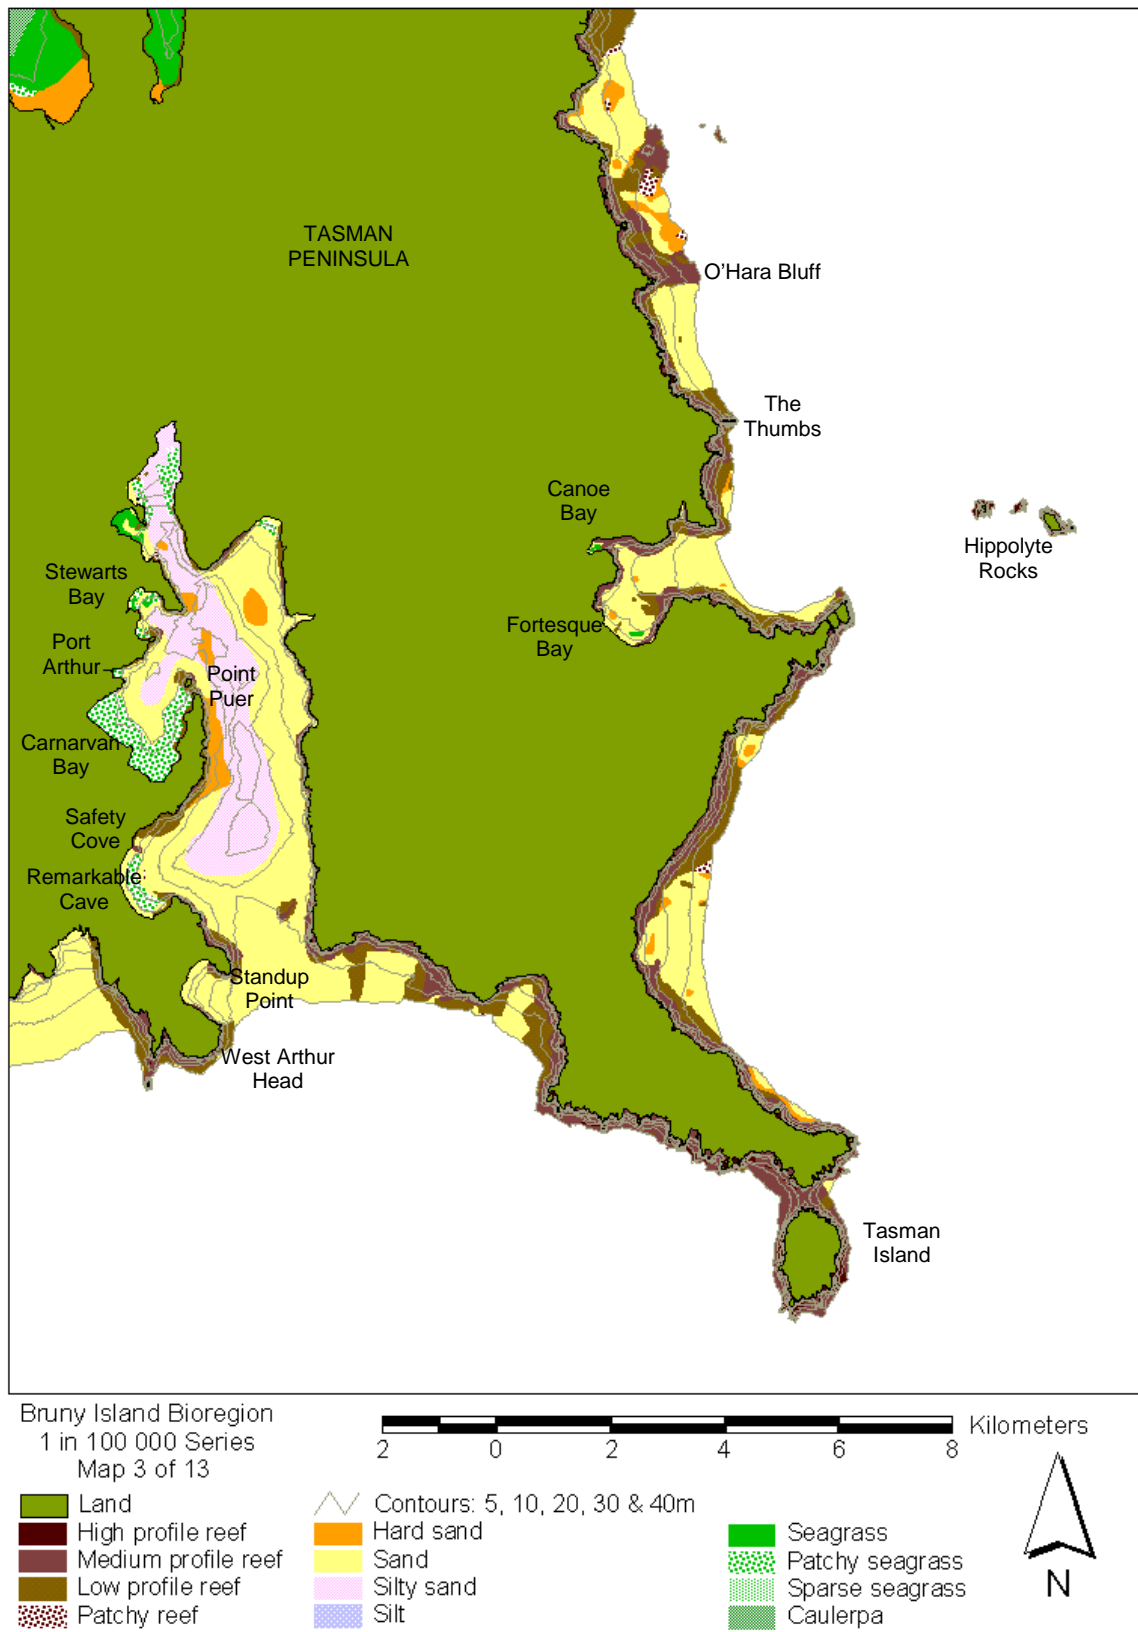 TASMAN
PENINSULA
O'Hara Bluff
The
Thumbs
Canoe
Bay
Hippolyte
Rocks
Stewarts
Bay
Fortesque
Bay
Port
Arthur
Point
Puer
Carnarvan
Bay
Safety
Cove
Remarkable
Cave
Standup
Point
West Arthur
Head
Tasman
Island
Bruny Island Bioregion
1 in 100 000 Series
Map 3 of 13
2 0 2 4 6 8 Kilometers
Land
High profile reef
Medium profile reef
Low profile reef
Patchy reef
Contours: 5, 10, 20, 30 & 40m
Hard sand
Sand
Silty sand
Silt
Seagrass
Patchy seagrass
Sparse seagrass
Caulerpa
N